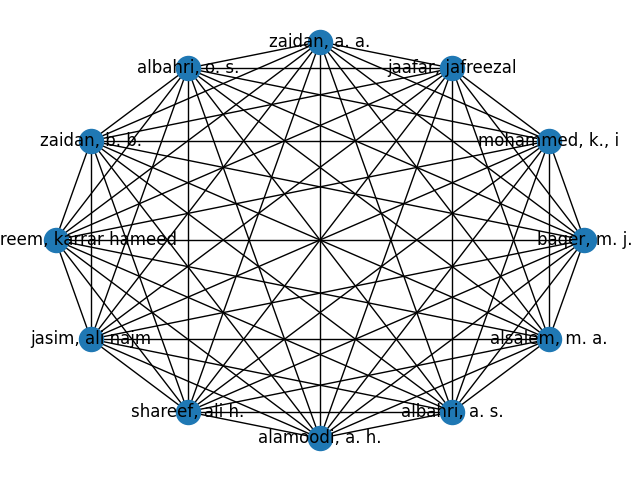 zaidan, a. a.
albahri, o. s.
jaafar, jafreezal
zaidan, b. b.
mohammed, k., i
reem, karrar hameed
baqer, m. j.
jasim, ali najm
alsalem, m. a.
shareef, ali h.
albahri, a. s.
alamoodi, a. h.